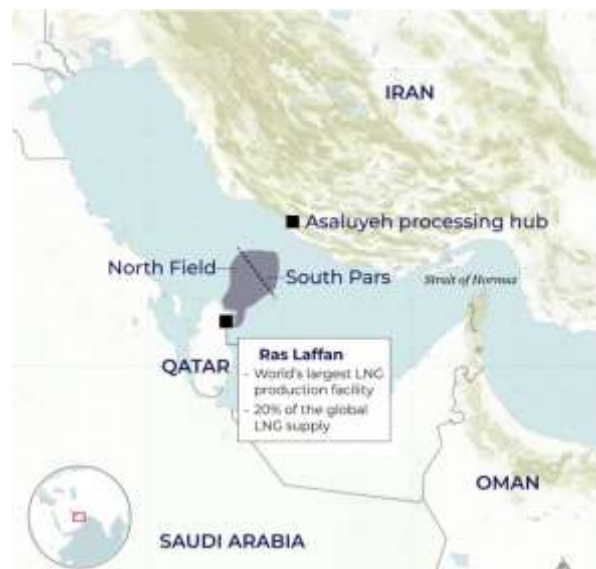 IRAN
Asaluyeh processing hub
North Field
South Pars
Strait of Hormuz
Ras Laffan
- World's largest LNG
production facility
- 20% of the global
LNG supply
QATAR
OMAN
SAUDI ARABIA